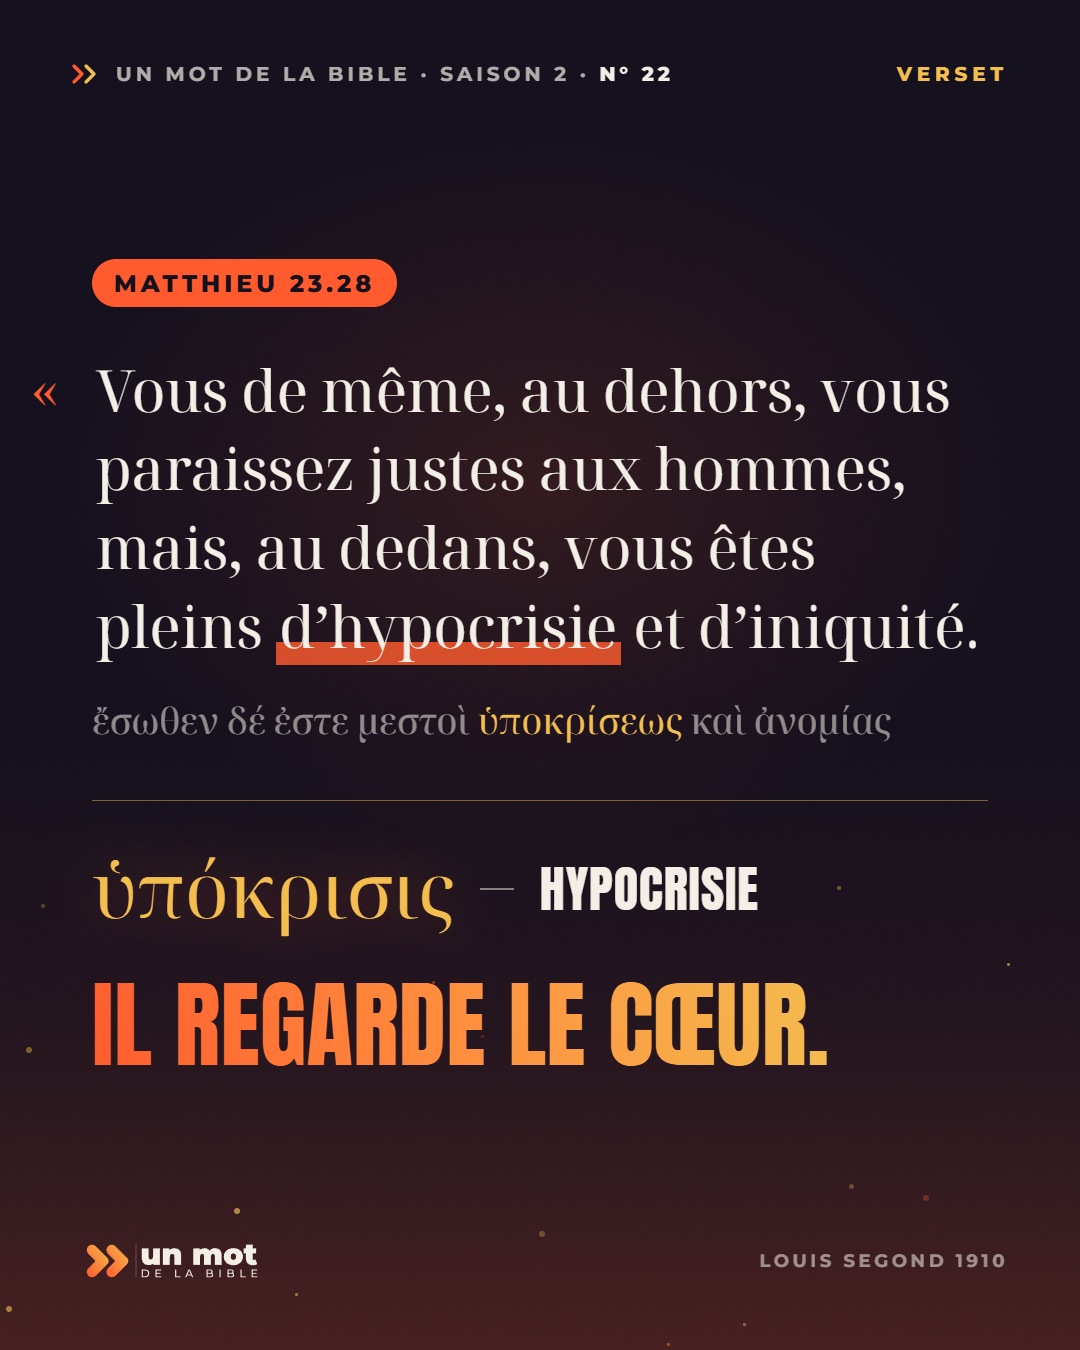 UN MOT DE LA BIBLE · SAISON 2 · N° 22
VERSET
MATTHIEU 23.28
« Vous de même, au dehors, vous
paraissez justes aux hommes,
mais, au dedans, vous êtes
pleins d’hypocrisie et d’iniquité.
ἔσωθεν δέ ἐστε μεστοὶ ὑποκρίσεως καὶ ἀνομίας
ὑπόκρισις — HYPOCRISIE
IL REGARDE LE CŒUR.
un mot
DE LA BIBLE
LOUIS SEGOND 1910